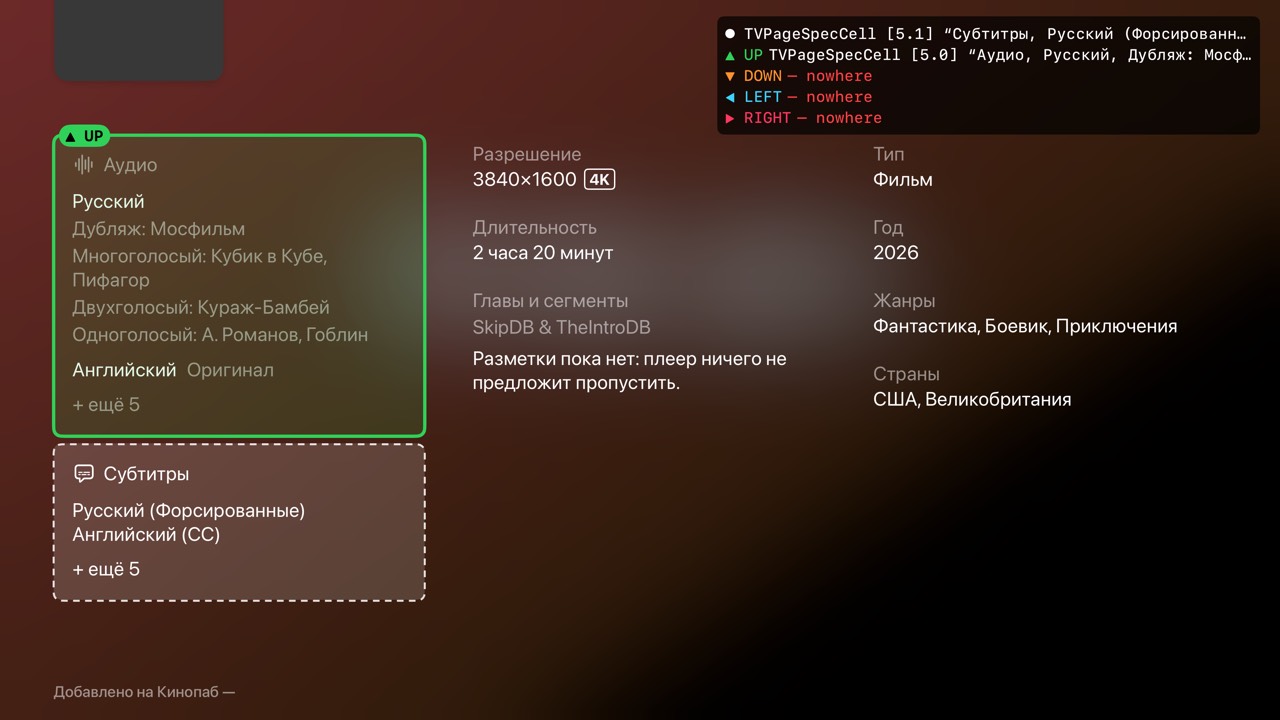 ● TVPageSpecCell [5.1] “Субтитры, Русский (Форсированн…
▲ UP TVPageSpecCell [5.0] “Аудио, Русский, Дубляж: Мосф…
▼ DOWN — nowhere
◀ LEFT — nowhere
▶ RIGHT — nowhere
▲ UP
Аудио
Русский
Дубляж: Мосфильм
Многоголосый: Кубик в Кубе,
Пифагор
Двухголосый: Кураж-Бамбей
Одноголосый: А. Романов, Гоблин
Английский Оригинал
+ ещё 5
Субтитры
Русский (Форсированные)
Английский (CC)
+ ещё 5
Разрешение
3840×1600 4K
Длительность
2 часа 20 минут
Главы и сегменты
SkipDB & TheIntroDB
Разметки пока нет: плеер ничего не
предложит пропустить.
Тип
Фильм
Год
2026
Жанры
Фантастика, Боевик, Приключения
Страны
США, Великобритания
Добавлено на Кинопаб —